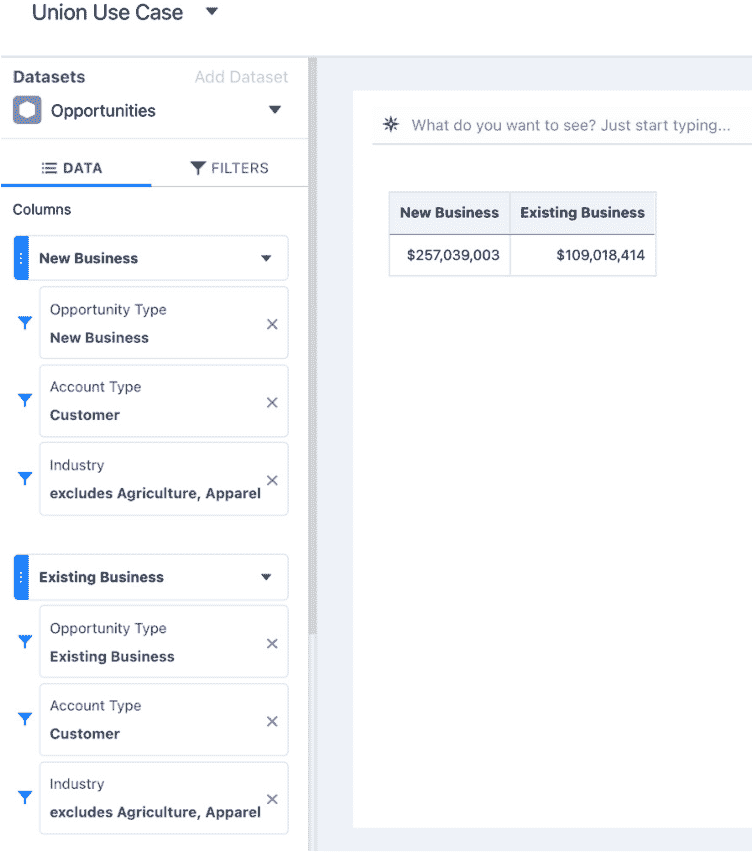 Union Use Case
Datasets
Add Dataset
Opportunities
DATA
FILTERS
Columns
New Business
Opportunity Type
New Business
Account Type
Customer
Industry
excludes Agriculture, Apparel
Existing Business
Opportunity Type
Existing Business
Account Type
Customer
Industry
excludes Agriculture, Apparel
What do you want to see? Just start typing...
New Business Existing Business
$257,039,003 $109,018,414